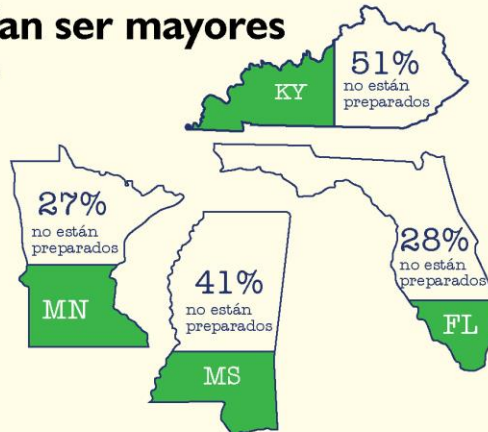 an ser mayores
51%
no están
preparados
KY
27%
no están
preparados
MN
41%
no están
preparados
MS
28%
no están
preparados
FL